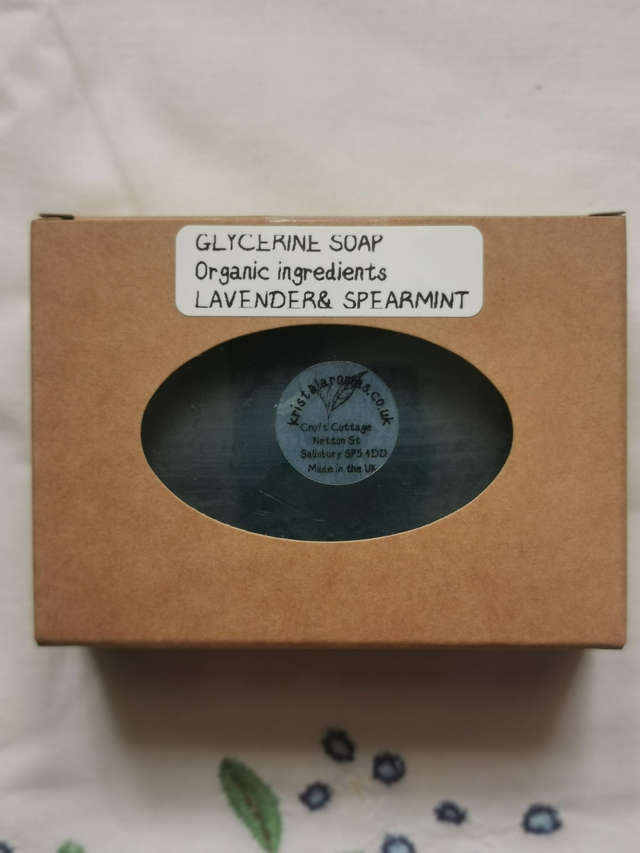 GLYCERINE SOAP
Organic ingredients
LAVENDER& SPEARMINT
kristalaromas.co.uk
Croft Cottage
Netton St
Salisbury SP5 4DD
Made in the UK